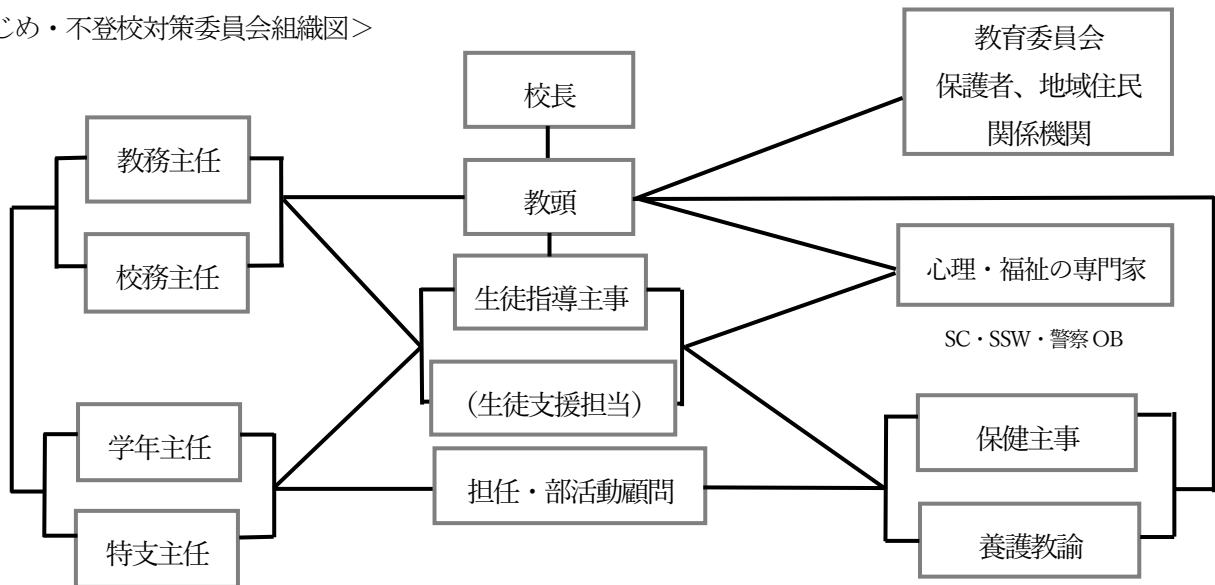 じめ・不登校対策委員会組織図＞
教育委員会
保護者、地域住民
関係機関
校長
教務主任
教頭
校務主任
生徒指導主事
心理・福祉の専門家
SC・SSW・警察 OB
（生徒支援担当）
学年主任
保健主事
担任・部活動顧問
特支主任
養護教諭